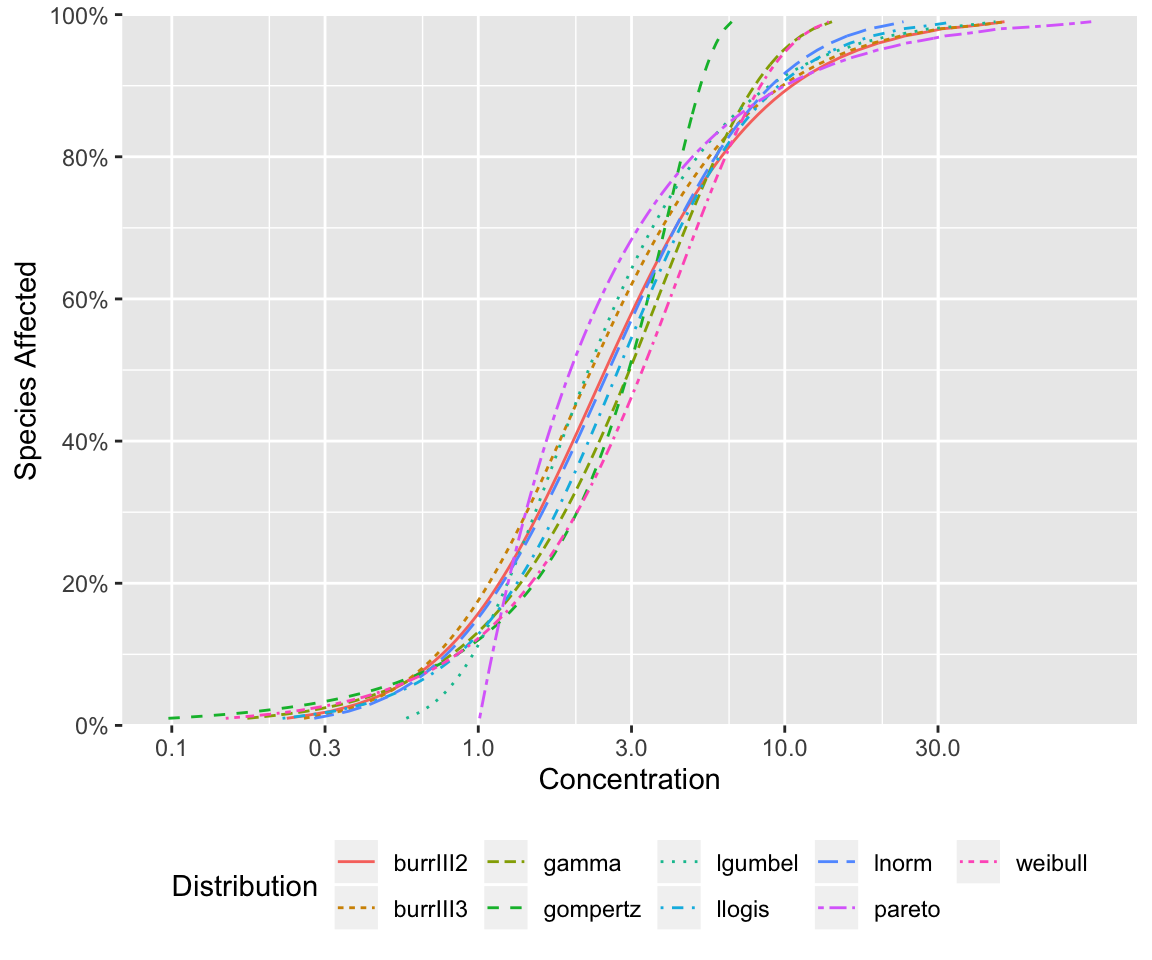 100%
80%
60%
40%
20%
0%
Species Affected
0.1 0.3 1.0 3.0 10.0 30.0
Concentration
Distribution
burrIII2 gamma lgumbel lnorm weibull
burrIII3 gompertz llogis pareto